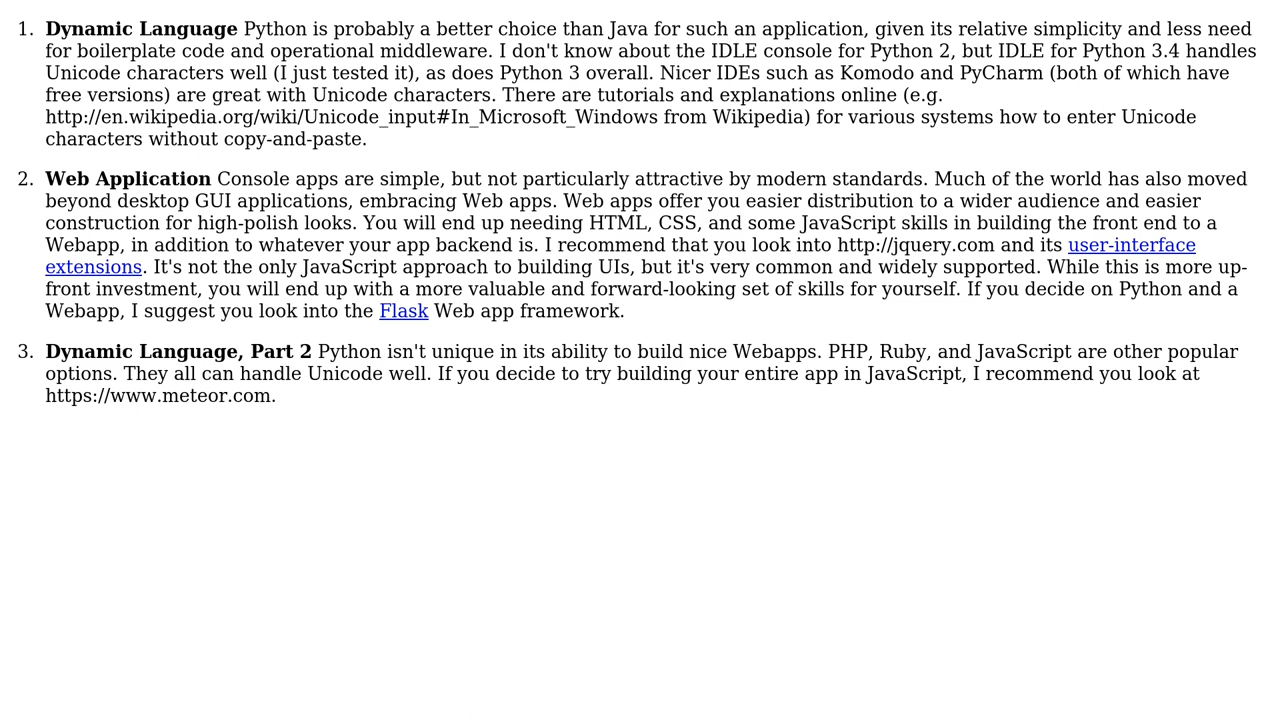 1. Dynamic Language Python is probably a better choice than Java for such an application, given its relative simplicity and less need
for boilerplate code and operational middleware. I don't know about the IDLE console for Python 2, but IDLE for Python 3.4 handles
Unicode characters well (I just tested it), as does Python 3 overall. Nicer IDEs such as Komodo and PyCharm (both of which have
free versions) are great with Unicode characters. There are tutorials and explanations online (e.g.
http://en.wikipedia.org/wiki/Unicode_input#In_Microsoft_Windows from Wikipedia) for various systems how to enter Unicode
characters without copy-and-paste.
2. Web Application Console apps are simple, but not particularly attractive by modern standards. Much of the world has also moved
beyond desktop GUI applications, embracing Web apps. Web apps offer you easier distribution to a wider audience and easier
construction for high-polish looks. You will end up needing HTML, CSS, and some JavaScript skills in building the front end to a
Webapp, in addition to whatever your app backend is. I recommend that you look into http://jquery.com and its user-interface
extensions. It's not the only JavaScript approach to building UIs, but it's very common and widely supported. While this is more up-
front investment, you will end up with a more valuable and forward-looking set of skills for yourself. If you decide on Python and a
Webapp, I suggest you look into the Flask Web app framework.
3. Dynamic Language, Part 2 Python isn't unique in its ability to build nice Webapps. PHP, Ruby, and JavaScript are other popular
options. They all can handle Unicode well. If you decide to try building your entire app in JavaScript, I recommend you look at
https://www.meteor.com.